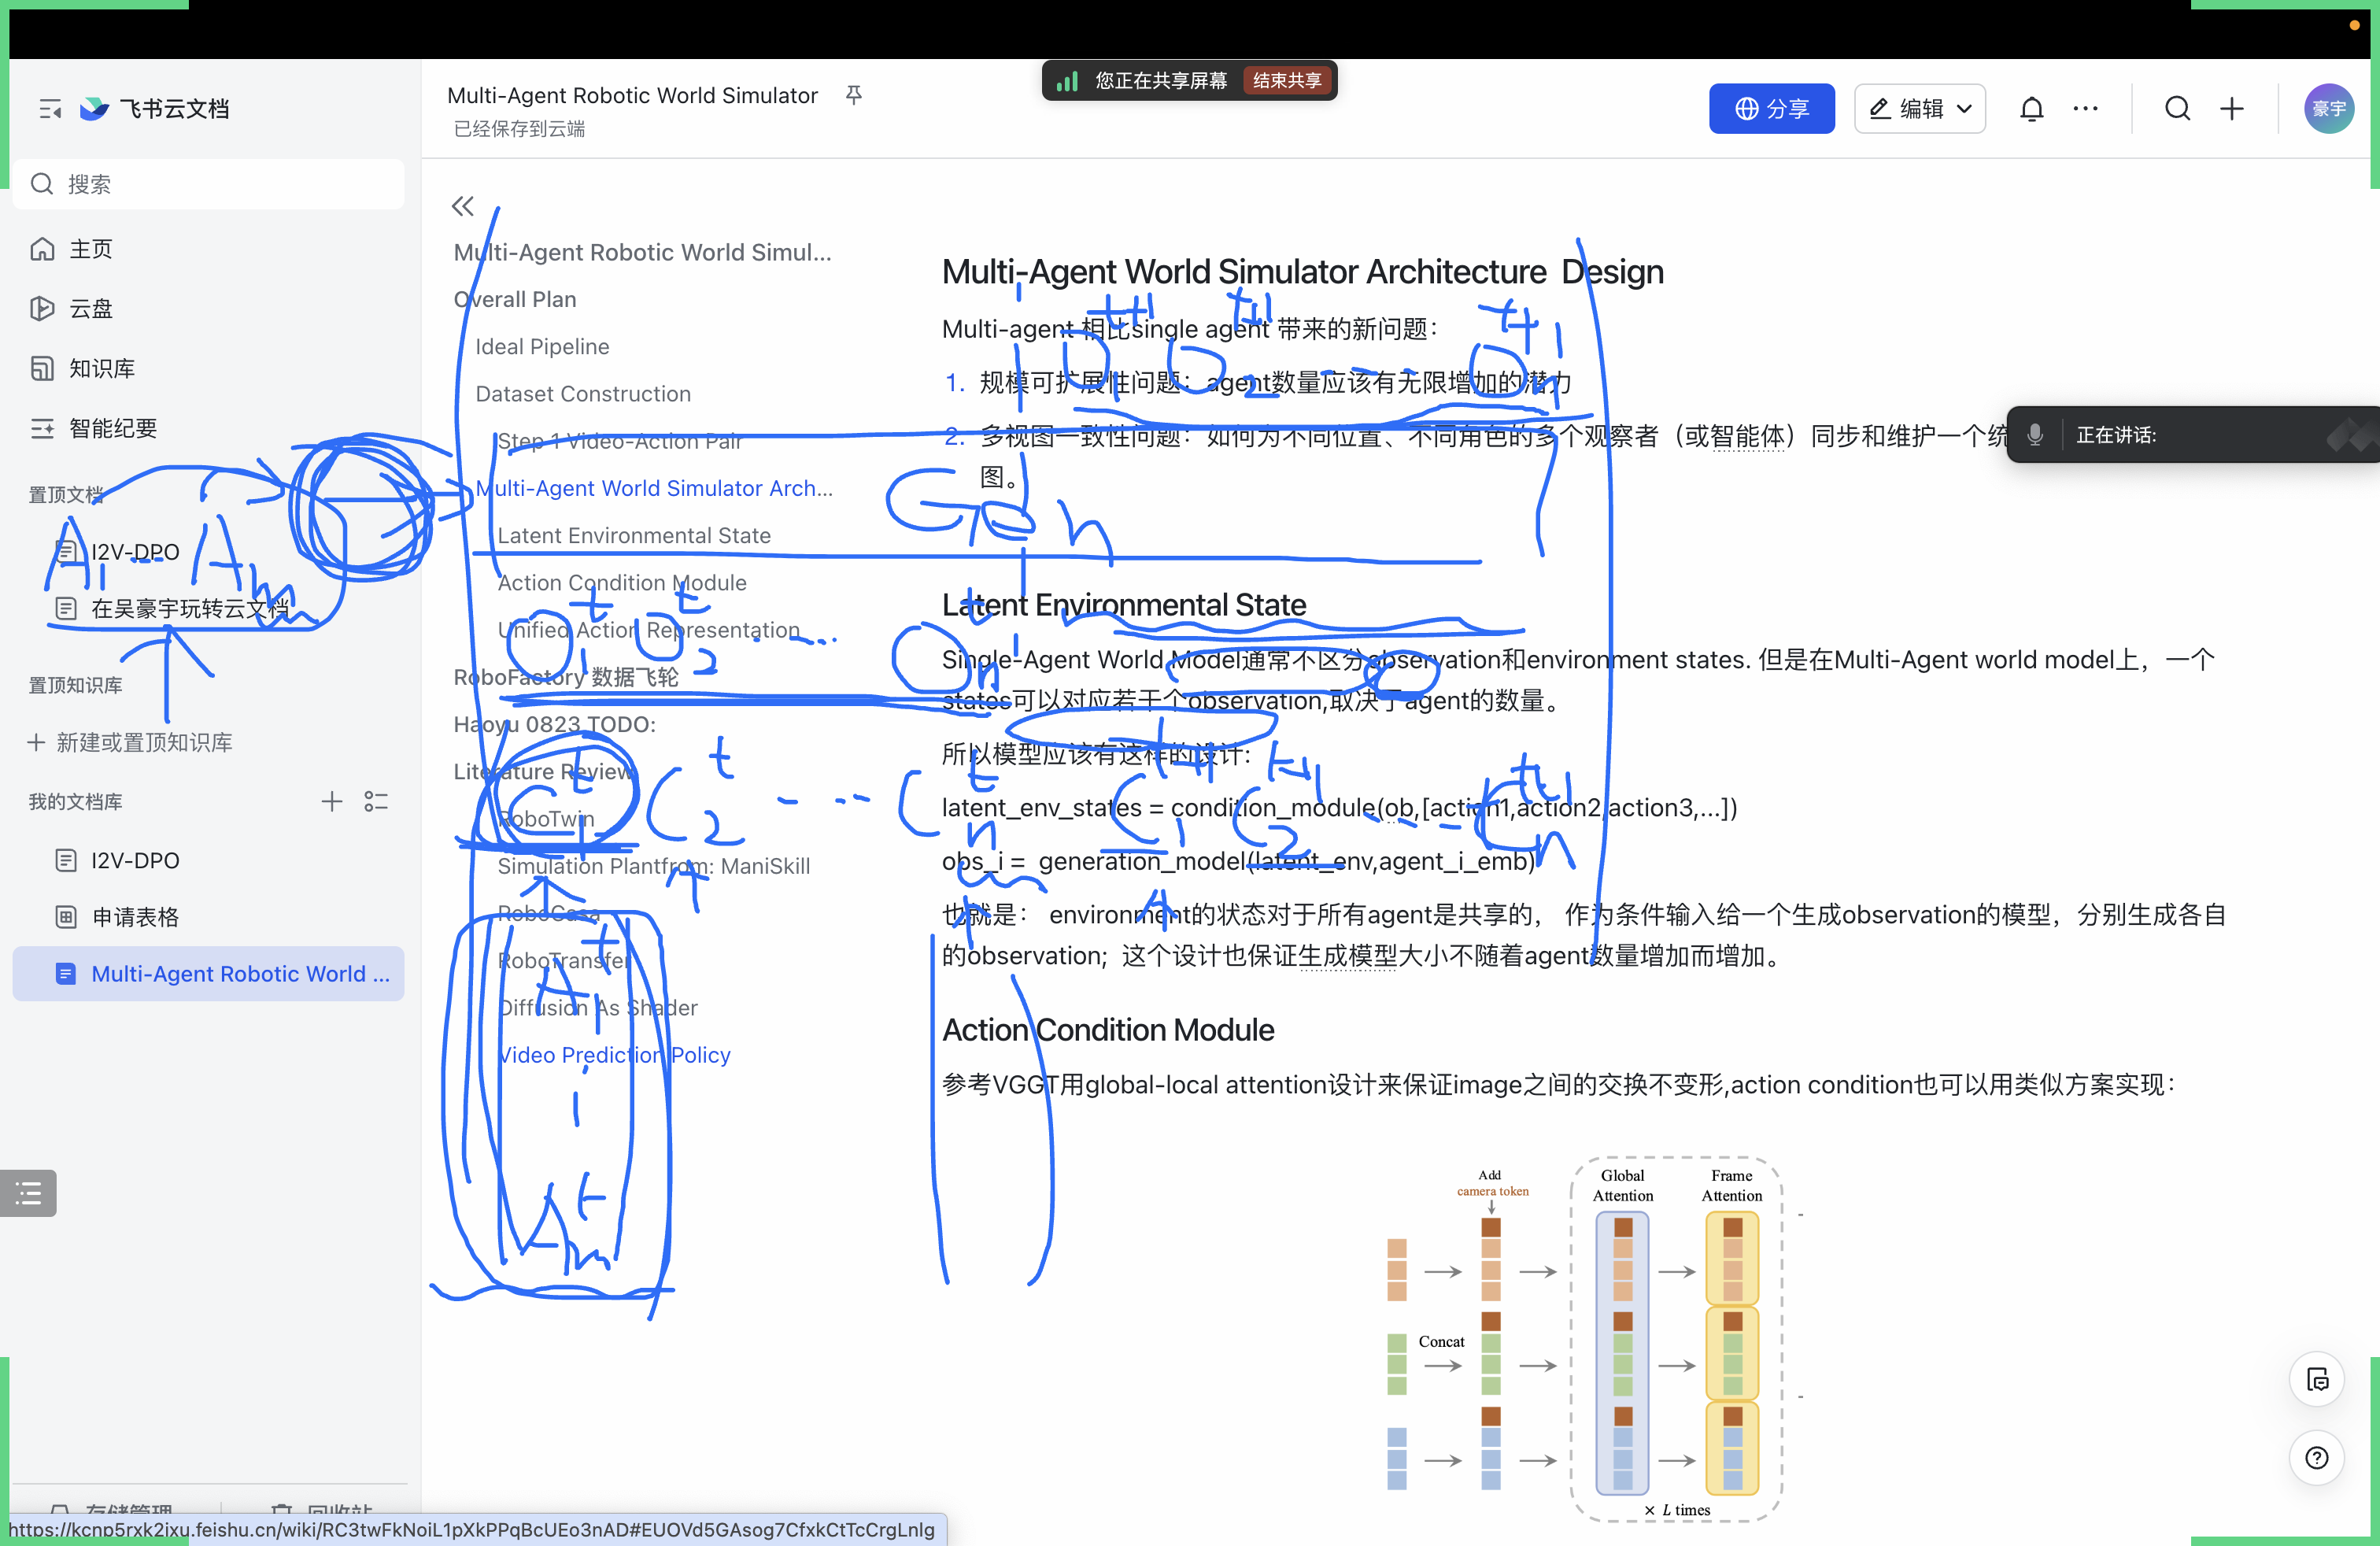 您正在共享屏幕 结束共享
飞书云文档
Multi-Agent Robotic World Simulator
已经保存到云端
分享
编辑
豪宇
搜索
主页
云盘
知识库
智能纪要
置顶文档
I2V-DPO
在吴豪宇玩转云文档
置顶知识库
新建或置顶知识库
我的文档库
I2V-DPO
申请表格
Multi-Agent Robotic World ...
存储管理
回收站
https://kcnp5rxk2ixu.feishu.cn/wiki/RC3twFkNoiL1pXkPPqBcUEo3nAD#EUOVd5GAsog7CfxkCtTcCrgLnlg
Multi-Agent Robotic World Simul...
Overall Plan
Ideal Pipeline
Dataset Construction
Step 1 Video-Action Pair
Multi-Agent World Simulator Arch...
Latent Environmental State
Action Condition Module
Unified Action Representation
RoboFactory 数据飞轮
Haoyu 0823 TODO:
Literature Review
RoboTwin
Simulation Plantfrom: ManiSkill
RoboCasa
RoboTransfer
Diffusion As Shader
Video Prediction Policy
Multi-Agent World Simulator Architecture Design
Multi-agent 相比single agent 带来的新问题：
1. 规模可扩展性问题：agent数量应该有无限增加的潜力
2. 多视图一致性问题：如何为不同位置、不同角色的多个观察者（或智能体）同步和维护一个统
图。
正在讲话:
Latent Environmental State
Single-Agent World Model通常不区分observation和environment states. 但是在Multi-Agent world model上，一个
states可以对应若干个observation,取决于agent的数量。
所以模型应该有这样的设计:
latent_env_states = condition_module(ob,[action1,action2,action3,...])
obs_i = generation_model(latent_env,agent_i_emb)
也就是： environment的状态对于所有agent是共享的， 作为条件输入给一个生成observation的模型，分别生成各自
的observation; 这个设计也保证生成模型大小不随着agent数量增加而增加。
Action Condition Module
参考VGGT用global-local attention设计来保证image之间的交换不变形,action condition也可以用类似方案实现：
Add
camera token
Global
Attention
Frame
Attention
Concat
× L times
A1 --- Am
O1 t+1 O2 t+1 --- On t+1
O1 t O2 t --- On t
C1 t C2 t --- Cn t
C1 t+1 C2 t+1 --- Cn t+1
A1 t
Am t